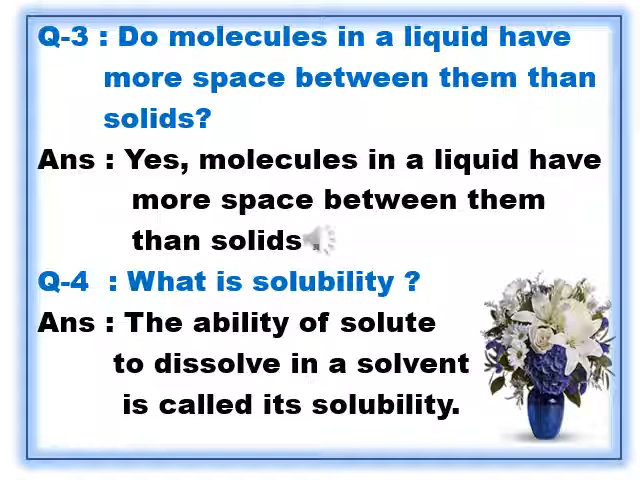 Q-3 : Do molecules in a liquid have
more space between them than
solids?
Ans : Yes, molecules in a liquid have
more space between them
than solids .
Q-4 : What is solubility ?
Ans : The ability of solute
to dissolve in a solvent
is called its solubility.